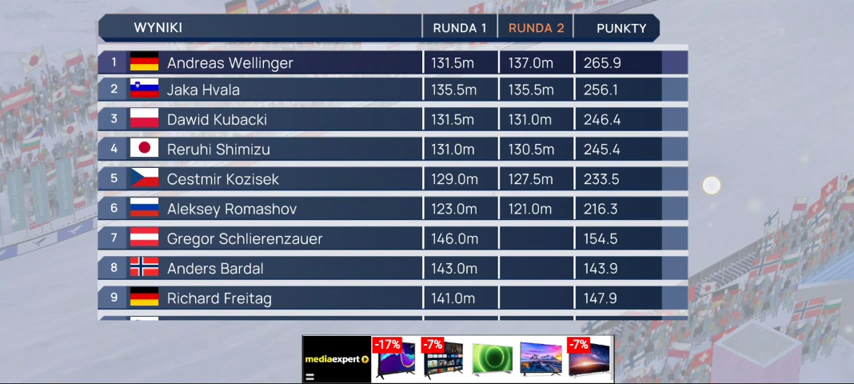 WYNIKI RUNDA 1 RUNDA 2 PUNKTY
1 Andreas Wellinger 131.5m 137.0m 265.9
2 Jaka Hvala 135.5m 135.5m 256.1
3 Dawid Kubacki 131.5m 131.0m 246.4
4 Reruhi Shimizu 131.0m 130.5m 245.4
5 Cestmir Kozisek 129.0m 127.5m 233.5
6 Aleksey Romashov 123.0m 121.0m 216.3
7 Gregor Schlierenzauer 146.0m 154.5
8 Anders Bardal 143.0m 143.9
9 Richard Freitag 141.0m 147.9
mediaexpert -17% -7% -7%